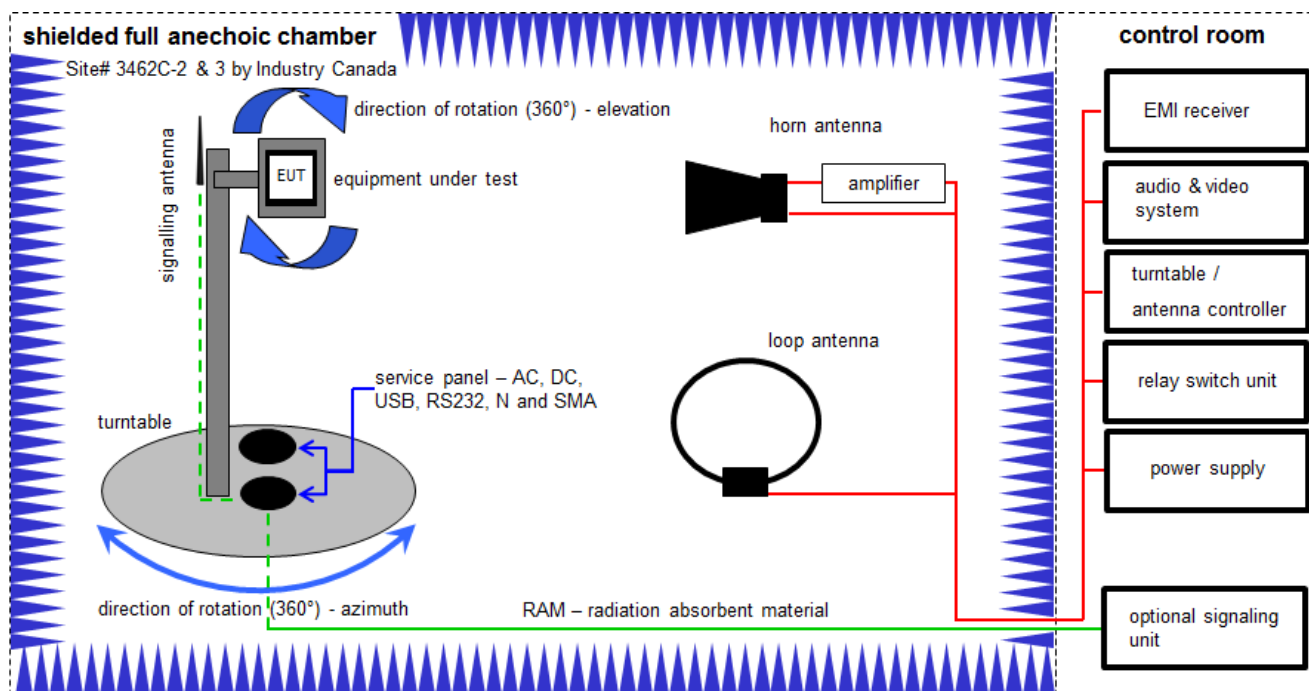 shielded full anechoic chamber
Site# 3462C-2 & 3 by Industry Canada
direction of rotation (360°) - elevation
signalling antenna
EUT
equipment under test
horn antenna
amplifier
loop antenna
service panel – AC, DC,
USB, RS232, N and SMA
turntable
direction of rotation (360°) - azimuth
RAM – radiation absorbent material
control room
EMI receiver
audio & video
system
turntable /
antenna controller
relay switch unit
power supply
optional signaling
unit